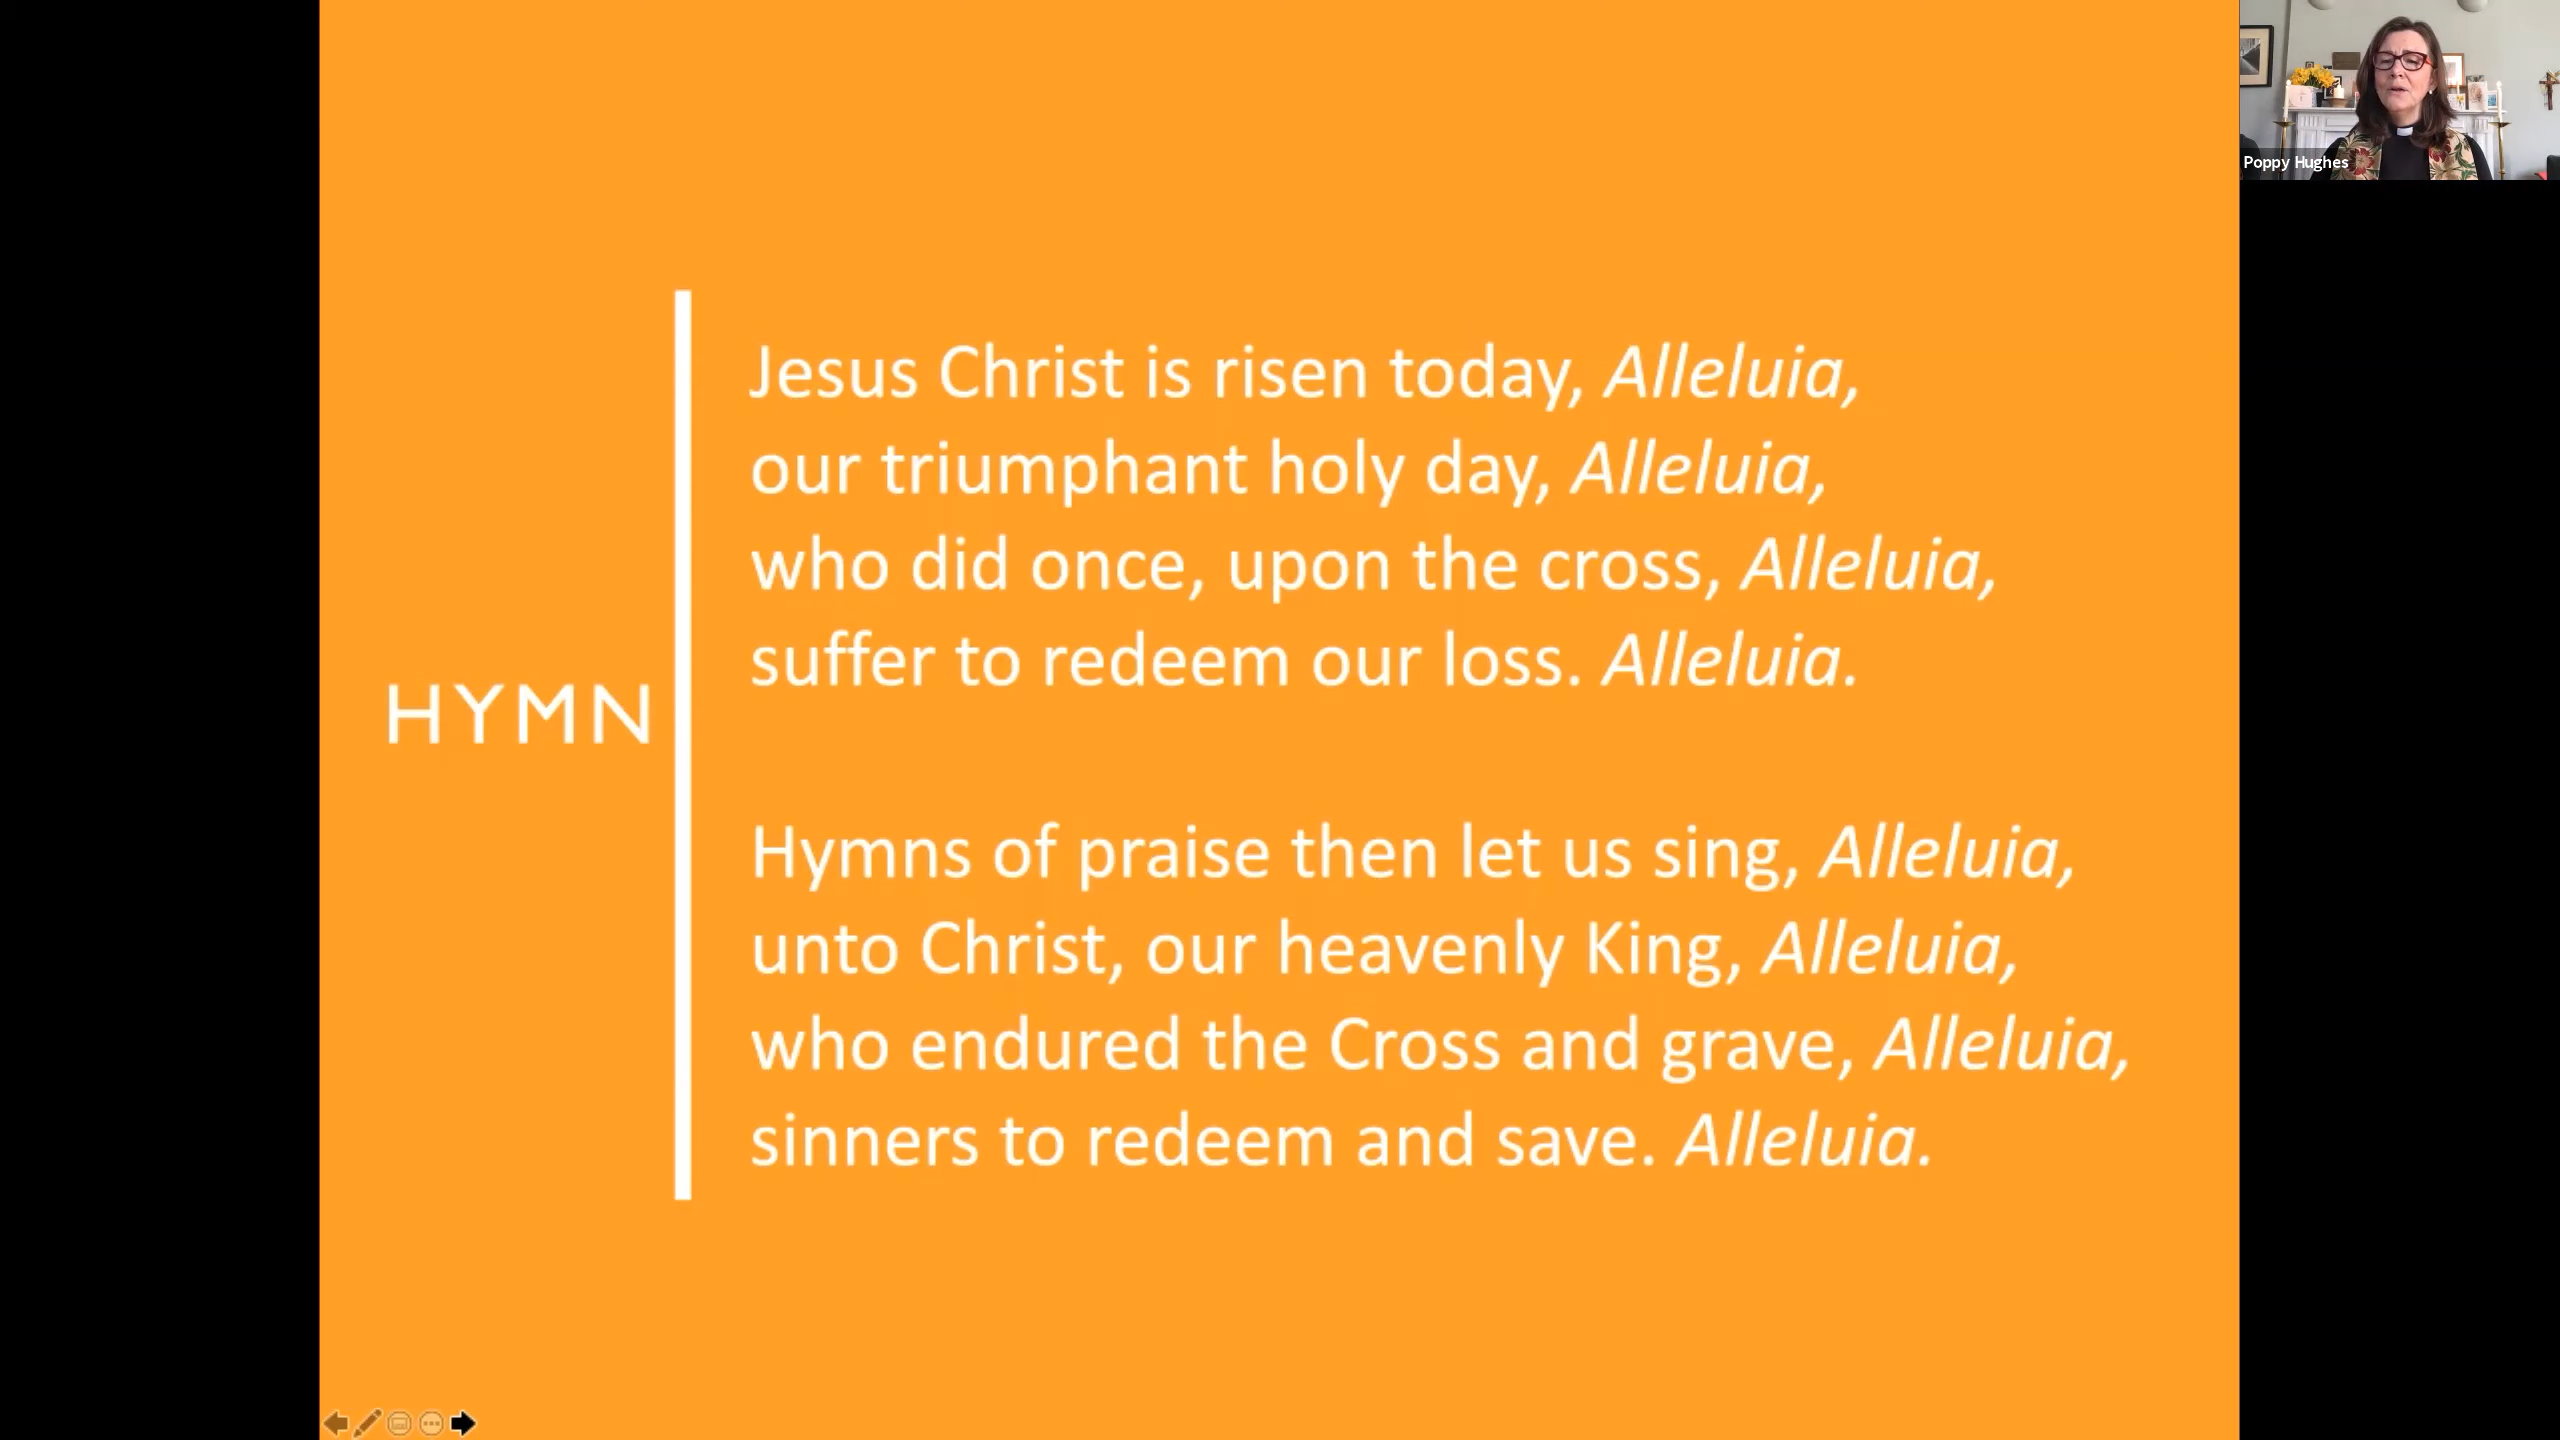 HYMN
Jesus Christ is risen today, Alleluia,
our triumphant holy day, Alleluia,
who did once, upon the cross, Alleluia,
suffer to redeem our loss. Alleluia.
Hymns of praise then let us sing, Alleluia,
unto Christ, our heavenly King, Alleluia,
who endured the Cross and grave, Alleluia,
sinners to redeem and save. Alleluia.
Poppy Hughes